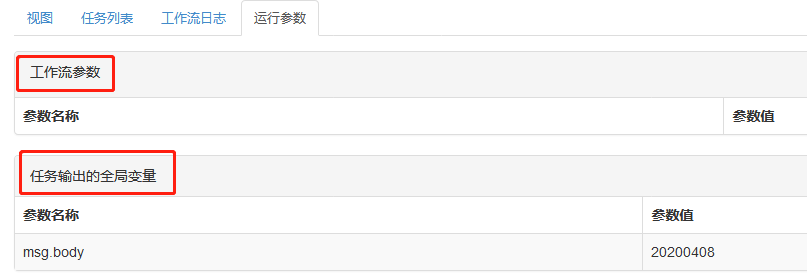 视图 任务列表 工作流日志 运行参数
工作流参数
参数名称 参数值
任务输出的全局变量
参数名称 参数值
msg.body 20200408